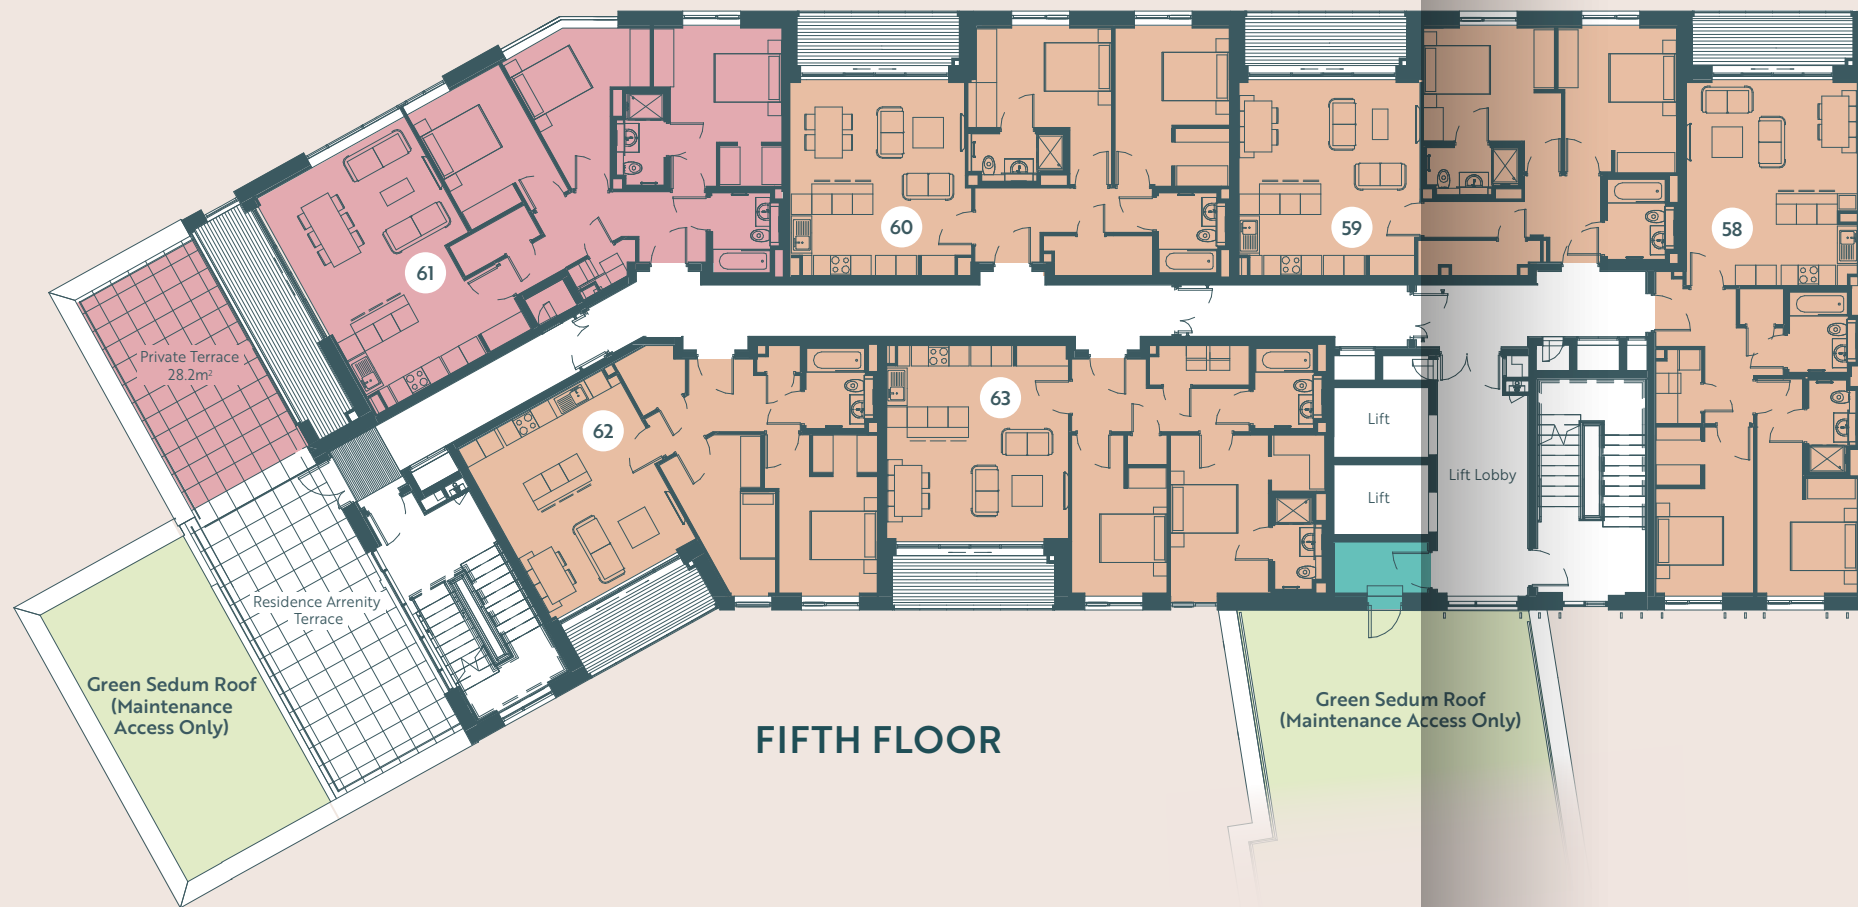 60
59
58
61
Private Terrace
28.2m²
62
63
Lift
Lift
Lift Lobby
Residence Arrenity
Terrace
Green Sedum Roof
(Maintenance
Access Only)
Green Sedum Roof
(Maintenance Access Only)
FIFTH FLOOR